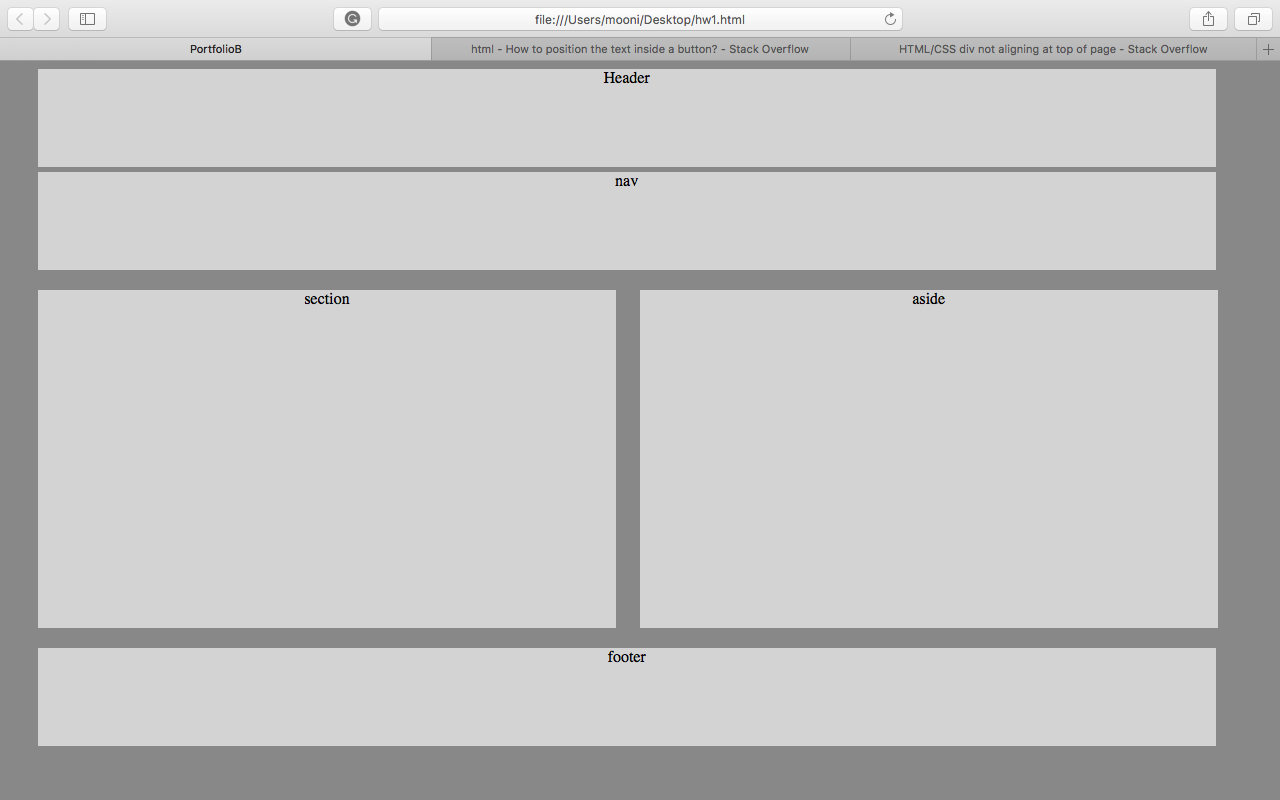 file:///Users/mooni/Desktop/hw1.html
PortfolioB
html - How to position the text inside a button? - Stack Overflow
HTML/CSS div not aligning at top of page - Stack Overflow
Header
nav
section
aside
footer